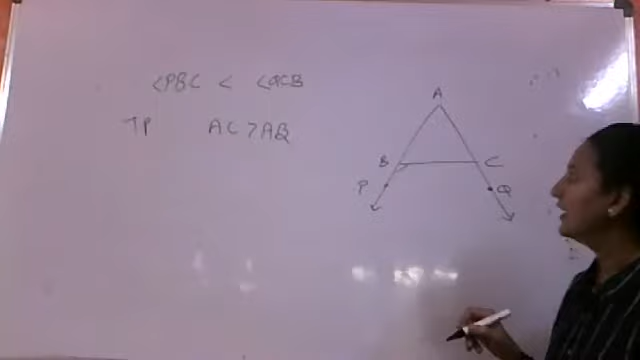 <PBC < <QCB
TP AC > AB
A
B C
P Q